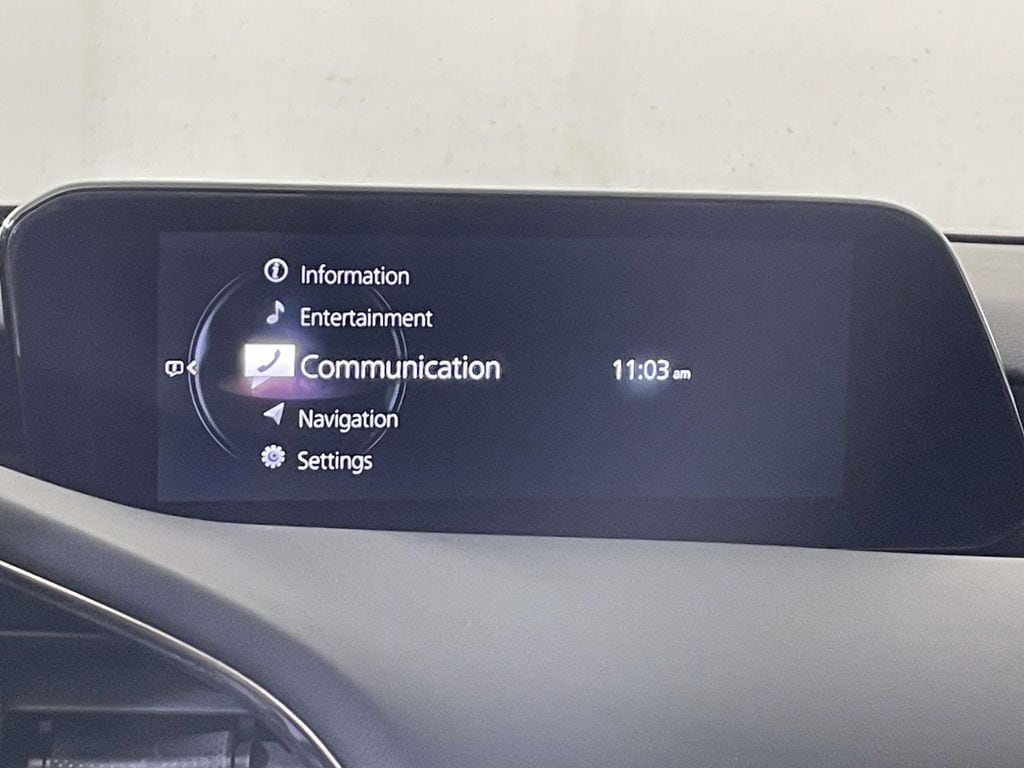 Information
Entertainment
Communication
11:03 am
Navigation
Settings